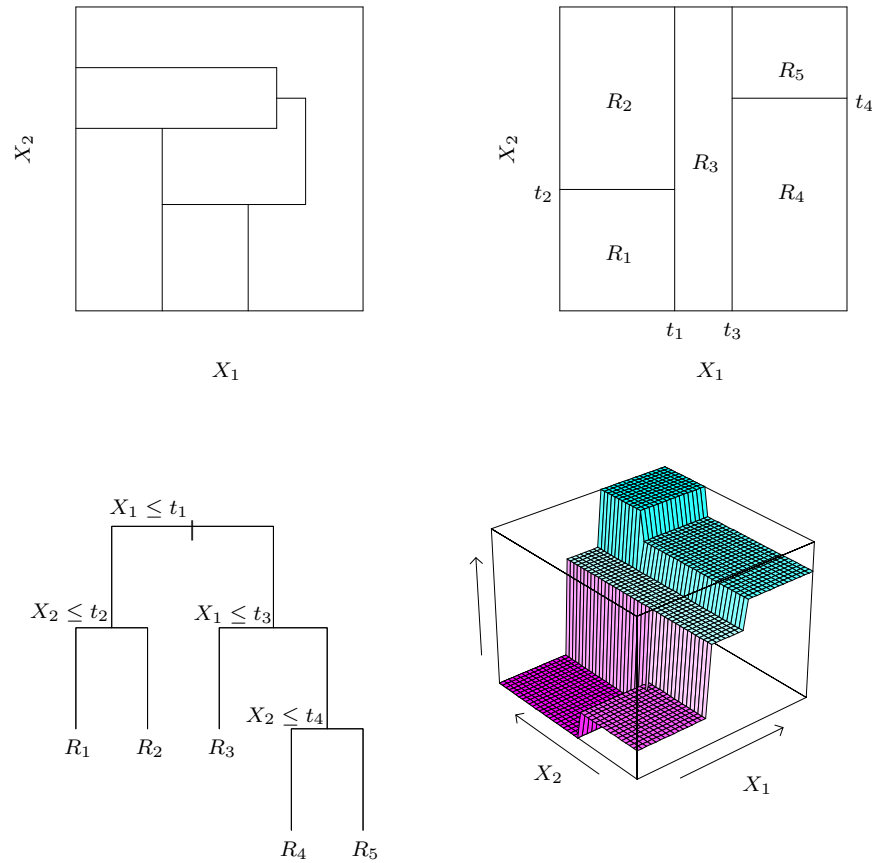 X₂
X₁
R₅
R₂
t₄
X₂
R₃
t₂
R₄
R₁
t₁
t₃
X₁
X₁ ≤ t₁
X₂ ≤ t₂
X₁ ≤ t₃
X₂ ≤ t₄
R₁
R₂
R₃
R₄
R₅
X₂
X₁